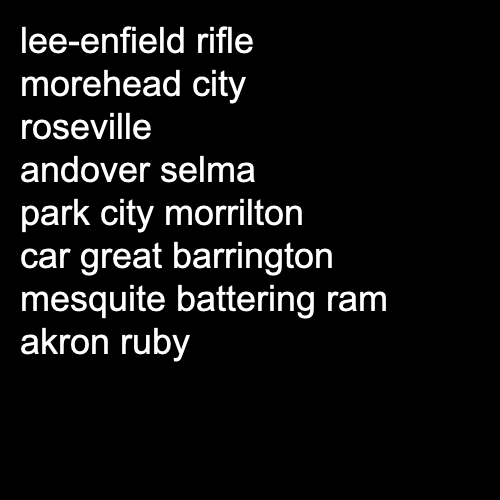 lee-enfield rifle
morehead city
roseville
andover selma
park city morrilton
car great barrington
mesquite battering ram
akron ruby